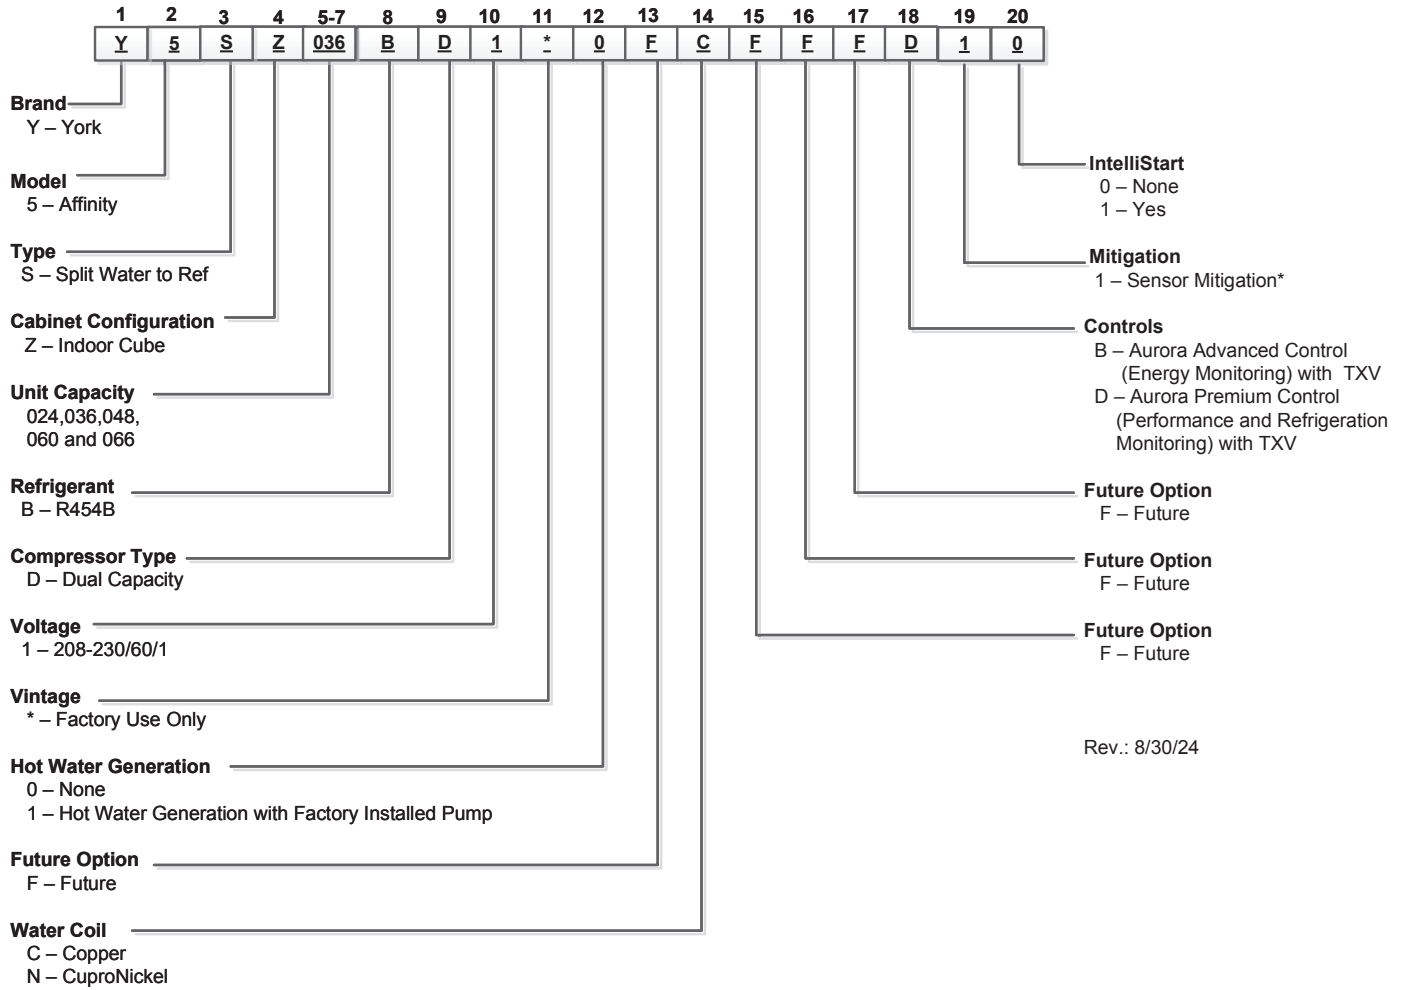 1 2 3 4 5-7 8 9 10 11 12 13 14 15 16 17 18 19 20
Y 5 S Z 036 B D 1 * 0 F C F F F D 1 0
Brand
Y – York
Model
5 – Affinity
Type
S – Split Water to Ref
Cabinet Configuration
Z – Indoor Cube
Unit Capacity
024,036,048,
060 and 066
Refrigerant
B – R454B
Compressor Type
D – Dual Capacity
Voltage
1 – 208-230/60/1
Vintage
* – Factory Use Only
Hot Water Generation
0 – None
1 – Hot Water Generation with Factory Installed Pump
Future Option
F – Future
Water Coil
C – Copper
N – CuproNickel
IntelliStart
0 – None
1 – Yes
Mitigation
1 – Sensor Mitigation*
Controls
B – Aurora Advanced Control
(Energy Monitoring) with TXV
D – Aurora Premium Control
(Performance and Refrigeration
Monitoring) with TXV
Future Option
F – Future
Future Option
F – Future
Future Option
F – Future
Rev.: 8/30/24